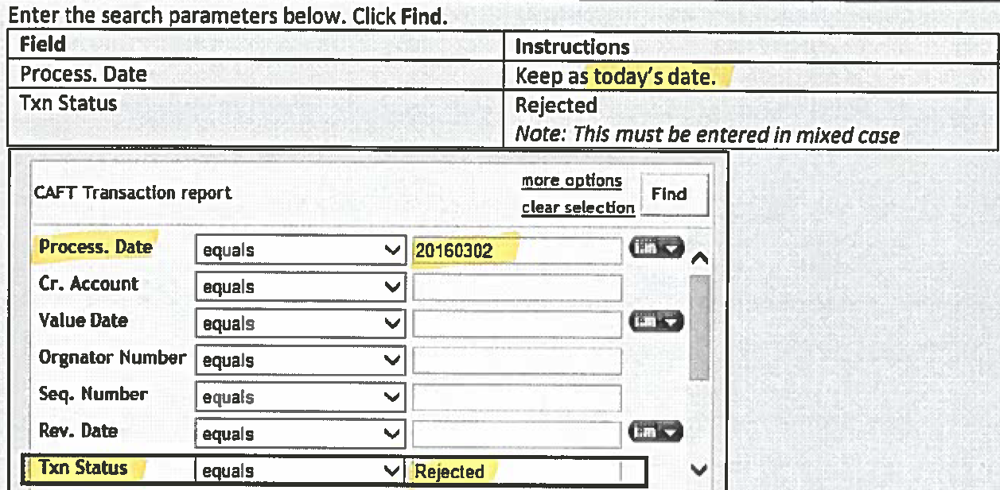 Enter the search parameters below. Click Find.
Field Instructions
Process. Date Keep as today's date.
Txn Status Rejected
Note: This must be entered in mixed case
more options
CAFT Transaction report Find
clear selection
Process. Date equals 20160302
Cr. Account equals
Value Date equals
Orgnator Number equals
Seq. Number equals
Rev. Date equals
Txn Status equals Rejected